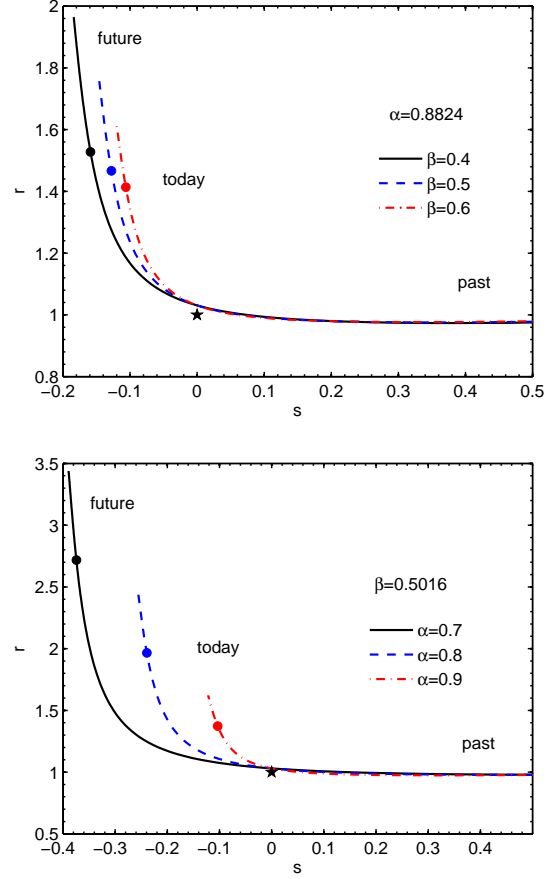 2
1.8
1.6
1.4
1.2
1
0.8
r
future
today
past
α=0.8824
β=0.4
β=0.5
β=0.6
−0.2 −0.1 0 0.1 0.2 0.3 0.4 0.5
s
3.5
3
2.5
2
1.5
1
0.5
r
future
today
past
β=0.5016
α=0.7
α=0.8
α=0.9
−0.4 −0.3 −0.2 −0.1 0 0.1 0.2 0.3 0.4
s